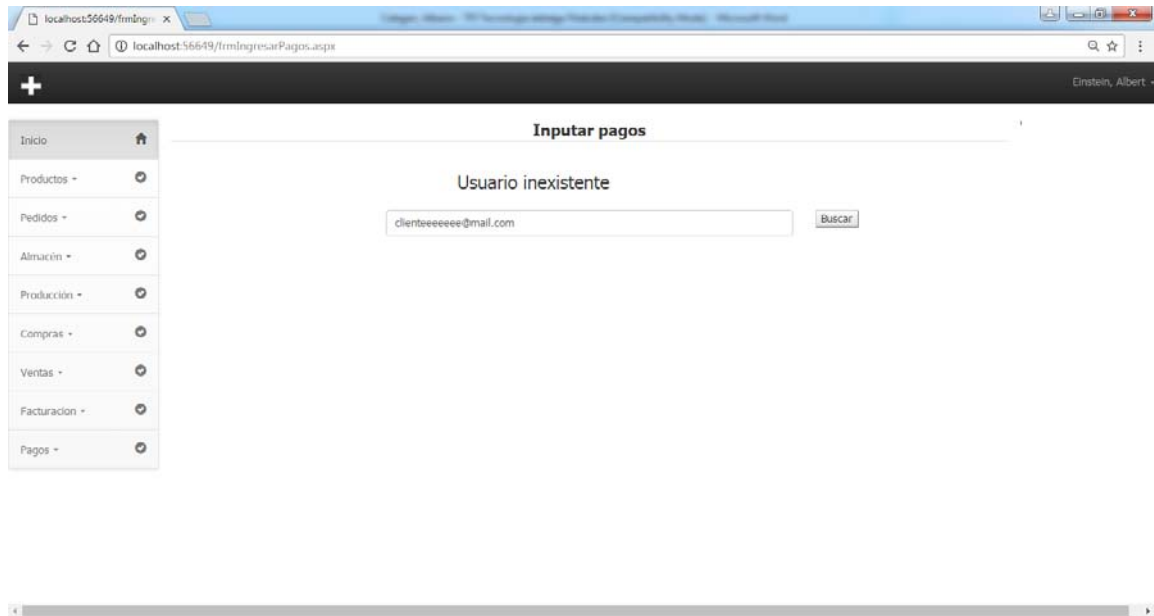 localhost:56649/frmIngre
localhost:56649/frmIngresarPagos.aspx
Einstein, Albert
Inputar pagos
Inicio
Usuario inexistente
Productos
clienteeeeeee@mail.com
Buscar
Pedidos
Almacén
Producción
Compras
Ventas
Facturacion
Pagos